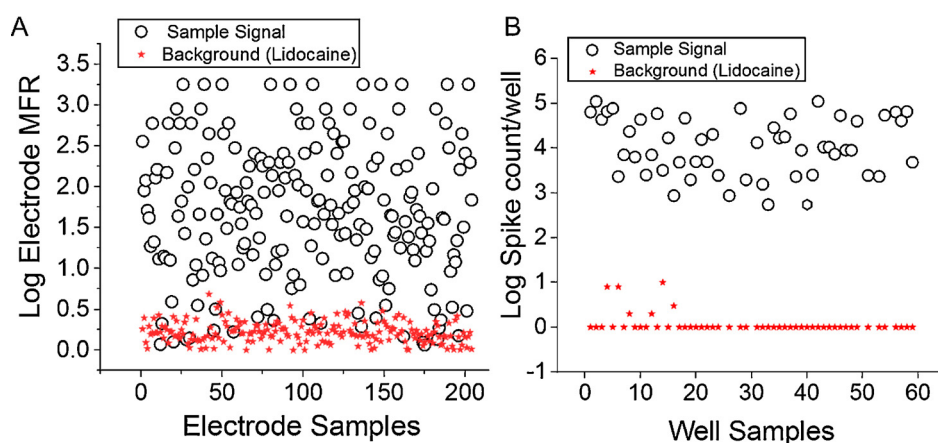 A
Sample Signal
Background (Lidocaine)
Log Electrode MFR
3.5
3.0
2.5
2.0
1.5
1.0
0.5
0.0
0 50 100 150 200
Electrode Samples
B
Sample Signal
Background (Lidocaine)
Log Spike count/well
6
5
4
3
2
1
0
-1
0 10 20 30 40 50 60
Well Samples